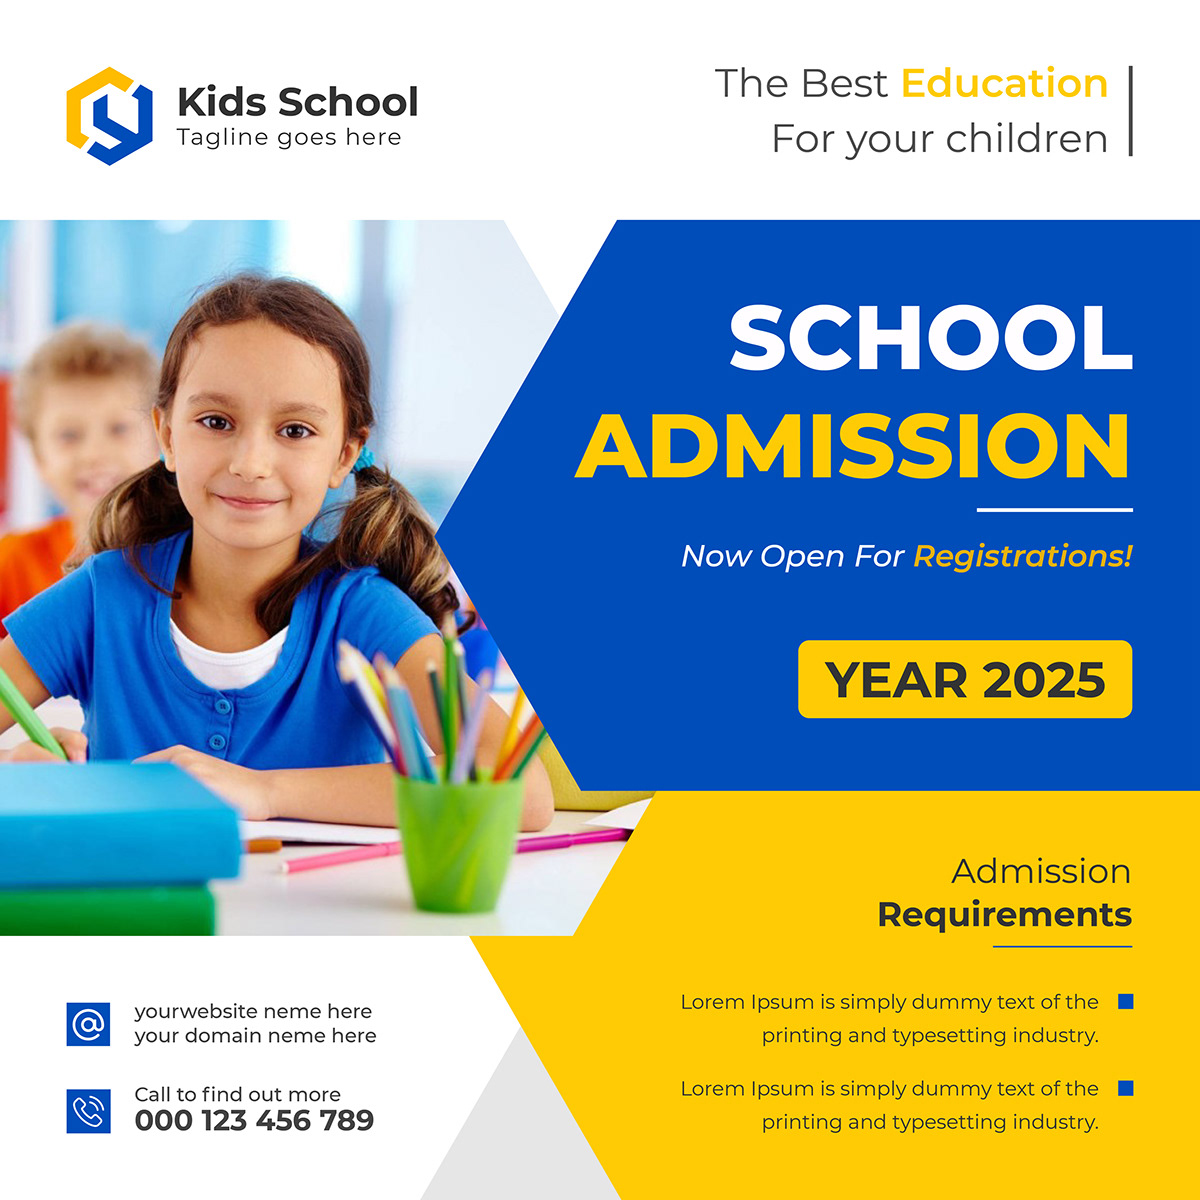 Kids School
Tagline goes here
The Best Education
For your children
SCHOOL
ADMISSION
Now Open For Registrations!
YEAR 2025
Admission
Requirements
Lorem Ipsum is simply dummy text of the
printing and typesetting industry.
Lorem Ipsum is simply dummy text of the
printing and typesetting industry.
yourwebsite neme here
your domain neme here
Call to find out more
000 123 456 789